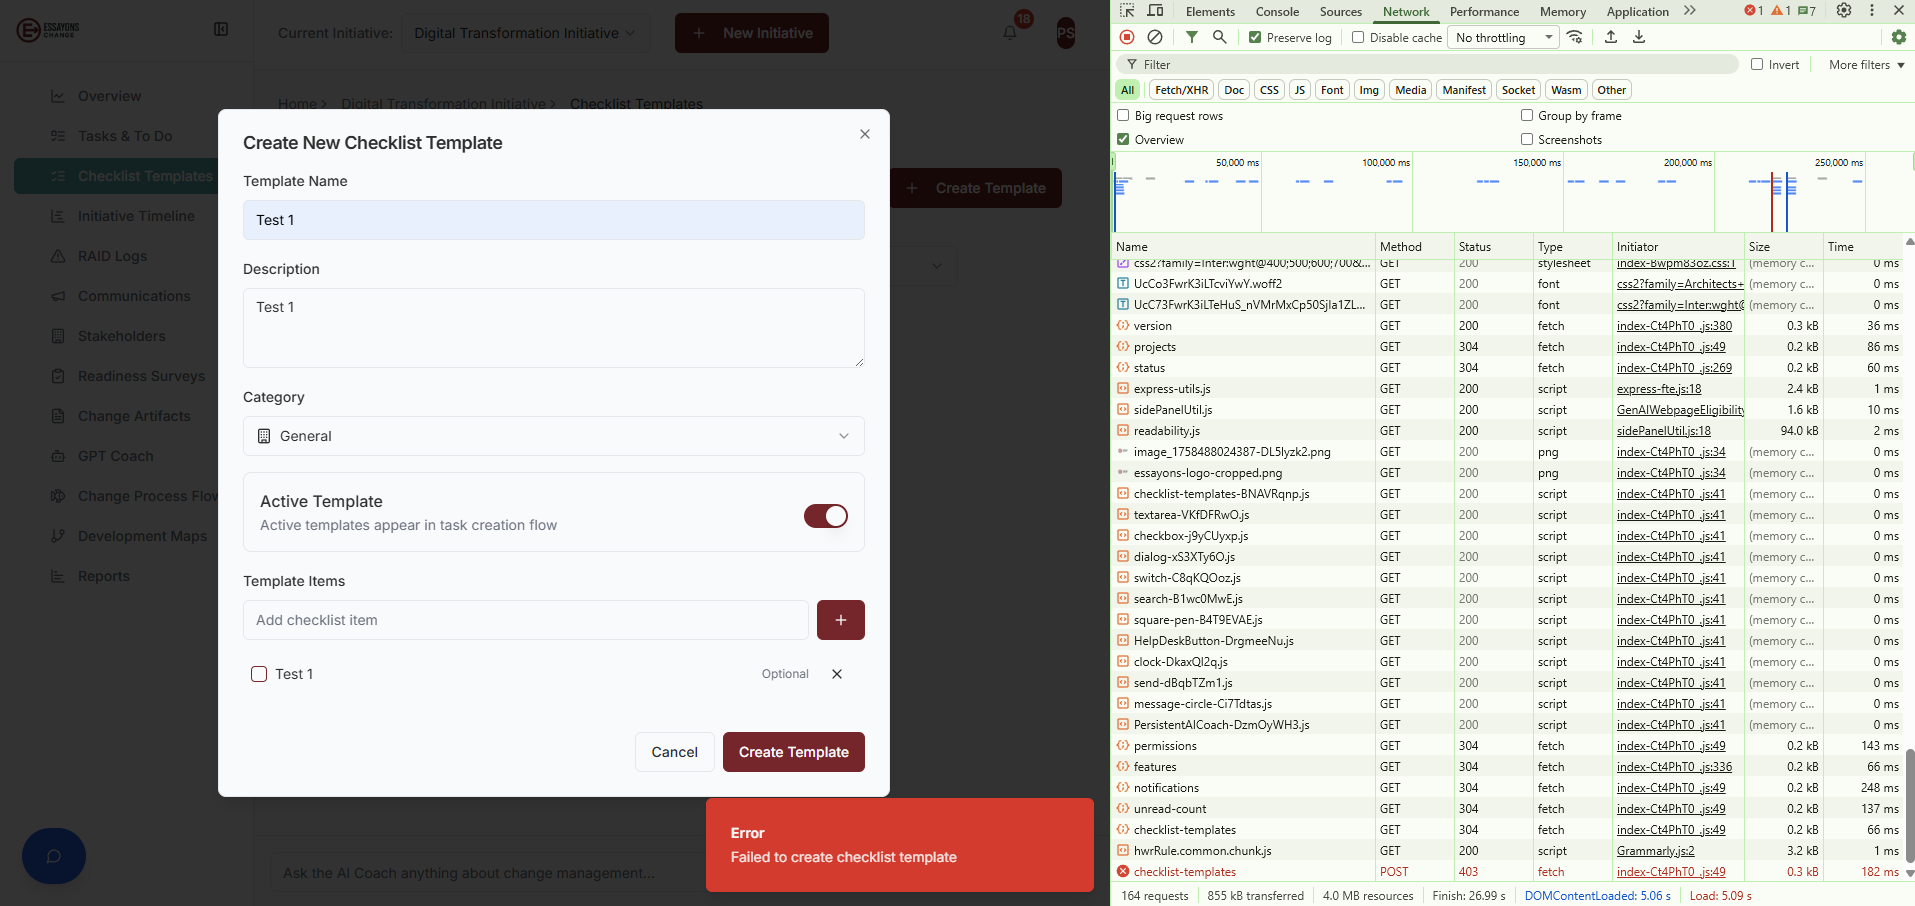 ESSAYONS
CHANGE
Current Initiative:
Digital Transformation Initiative
New Initiative
18
PS
Overview
Tasks & To Do
Checklist Templates
Initiative Timeline
RAID Logs
Communications
Stakeholders
Readiness Surveys
Change Artifacts
GPT Coach
Change Process Flow
Development Maps
Reports
Home > Digital Transformation Initiative > Checklist Templates
Create Template
Create New Checklist Template
Template Name
Test 1
Description
Test 1
Category
General
Active Template
Active templates appear in task creation flow
Template Items
Add checklist item
Test 1 Optional
Cancel Create Template
Error
Failed to create checklist template
Ask the AI Coach anything about change management...
Elements Console Sources Network Performance Memory Application 1 1 7
Preserve log Disable cache No throttling
Filter Invert More filters
All Fetch/XHR Doc CSS JS Font Img Media Manifest Socket Wasm Other
Big request rows Group by frame
Overview Screenshots
50,000 ms 100,000 ms 150,000 ms 200,000 ms 250,000 ms
Name Method Status Type Initiator Size Time
css2?family=Inter:wght@400;500;600;700&... GET 200 stylesheet index-Bwpm83oz.css:1 (memory c... 0 ms
UcCo3FwrK3iLTcviYwY.woff2 GET 200 font css2?family=Architects+ (memory c... 0 ms
UcC73FwrK3iLTeHuS_nVMrMxCp50SjIa1ZL... GET 200 font css2?family=Inter:wght@ (memory c... 0 ms
version GET 200 fetch index-Ct4PhT0_.js:380 0.3 kB 36 ms
projects GET 304 fetch index-Ct4PhT0_.js:49 0.2 kB 86 ms
status GET 304 fetch index-Ct4PhT0_.js:269 0.2 kB 60 ms
express-utils.js GET 200 script express-fte.js:18 2.4 kB 1 ms
sidePanelUtil.js GET 200 script GenAIWebpageEligibility 1.6 kB 10 ms
readability.js GET 200 script sidePanelUtil.js:18 94.0 kB 2 ms
image_1758488024387-DL5lyzk2.png GET 200 png index-Ct4PhT0_.js:34 (memory c... 0 ms
essayons-logo-cropped.png GET 200 png index-Ct4PhT0_.js:34 (memory c... 0 ms
checklist-templates-BNAVRqnp.js GET 200 script index-Ct4PhT0_.js:41 (memory c... 0 ms
textarea-VKfDFRwO.js GET 200 script index-Ct4PhT0_.js:41 (memory c... 0 ms
checkbox-j9yCUyxp.js GET 200 script index-Ct4PhT0_.js:41 (memory c... 0 ms
dialog-xS3XTy6O.js GET 200 script index-Ct4PhT0_.js:41 (memory c... 0 ms
switch-C8qKQOoz.js GET 200 script index-Ct4PhT0_.js:41 (memory c... 0 ms
search-B1wc0MwE.js GET 200 script index-Ct4PhT0_.js:41 (memory c... 0 ms
square-pen-B4T9EVAE.js GET 200 script index-Ct4PhT0_.js:41 (memory c... 0 ms
HelpDeskButton-DrgmeeNu.js GET 200 script index-Ct4PhT0_.js:41 (memory c... 0 ms
clock-DkaxQl2q.js GET 200 script index-Ct4PhT0_.js:41 (memory c... 0 ms
send-dBqbTZm1.js GET 200 script index-Ct4PhT0_.js:41 (memory c... 0 ms
message-circle-Ci7Tdtas.js GET 200 script index-Ct4PhT0_.js:41 (memory c... 0 ms
PersistentAICoach-DzmOyWH3.js GET 200 script index-Ct4PhT0_.js:41 (memory c... 0 ms
permissions GET 304 fetch index-Ct4PhT0_.js:49 0.2 kB 143 ms
features GET 304 fetch index-Ct4PhT0_.js:336 0.2 kB 66 ms
notifications GET 304 fetch index-Ct4PhT0_.js:49 0.2 kB 248 ms
unread-count GET 304 fetch index-Ct4PhT0_.js:49 0.2 kB 137 ms
checklist-templates GET 304 fetch index-Ct4PhT0_.js:49 0.2 kB 66 ms
hwrRule.common.chunk.js GET 200 script Grammarly.js:2 3.2 kB 1 ms
checklist-templates POST 403 fetch index-Ct4PhT0_.js:49 0.3 kB 182 ms
164 requests 855 kB transferred 4.0 MB resources Finish: 26.99 s DOMContentLoaded: 5.06 s Load: 5.09 s